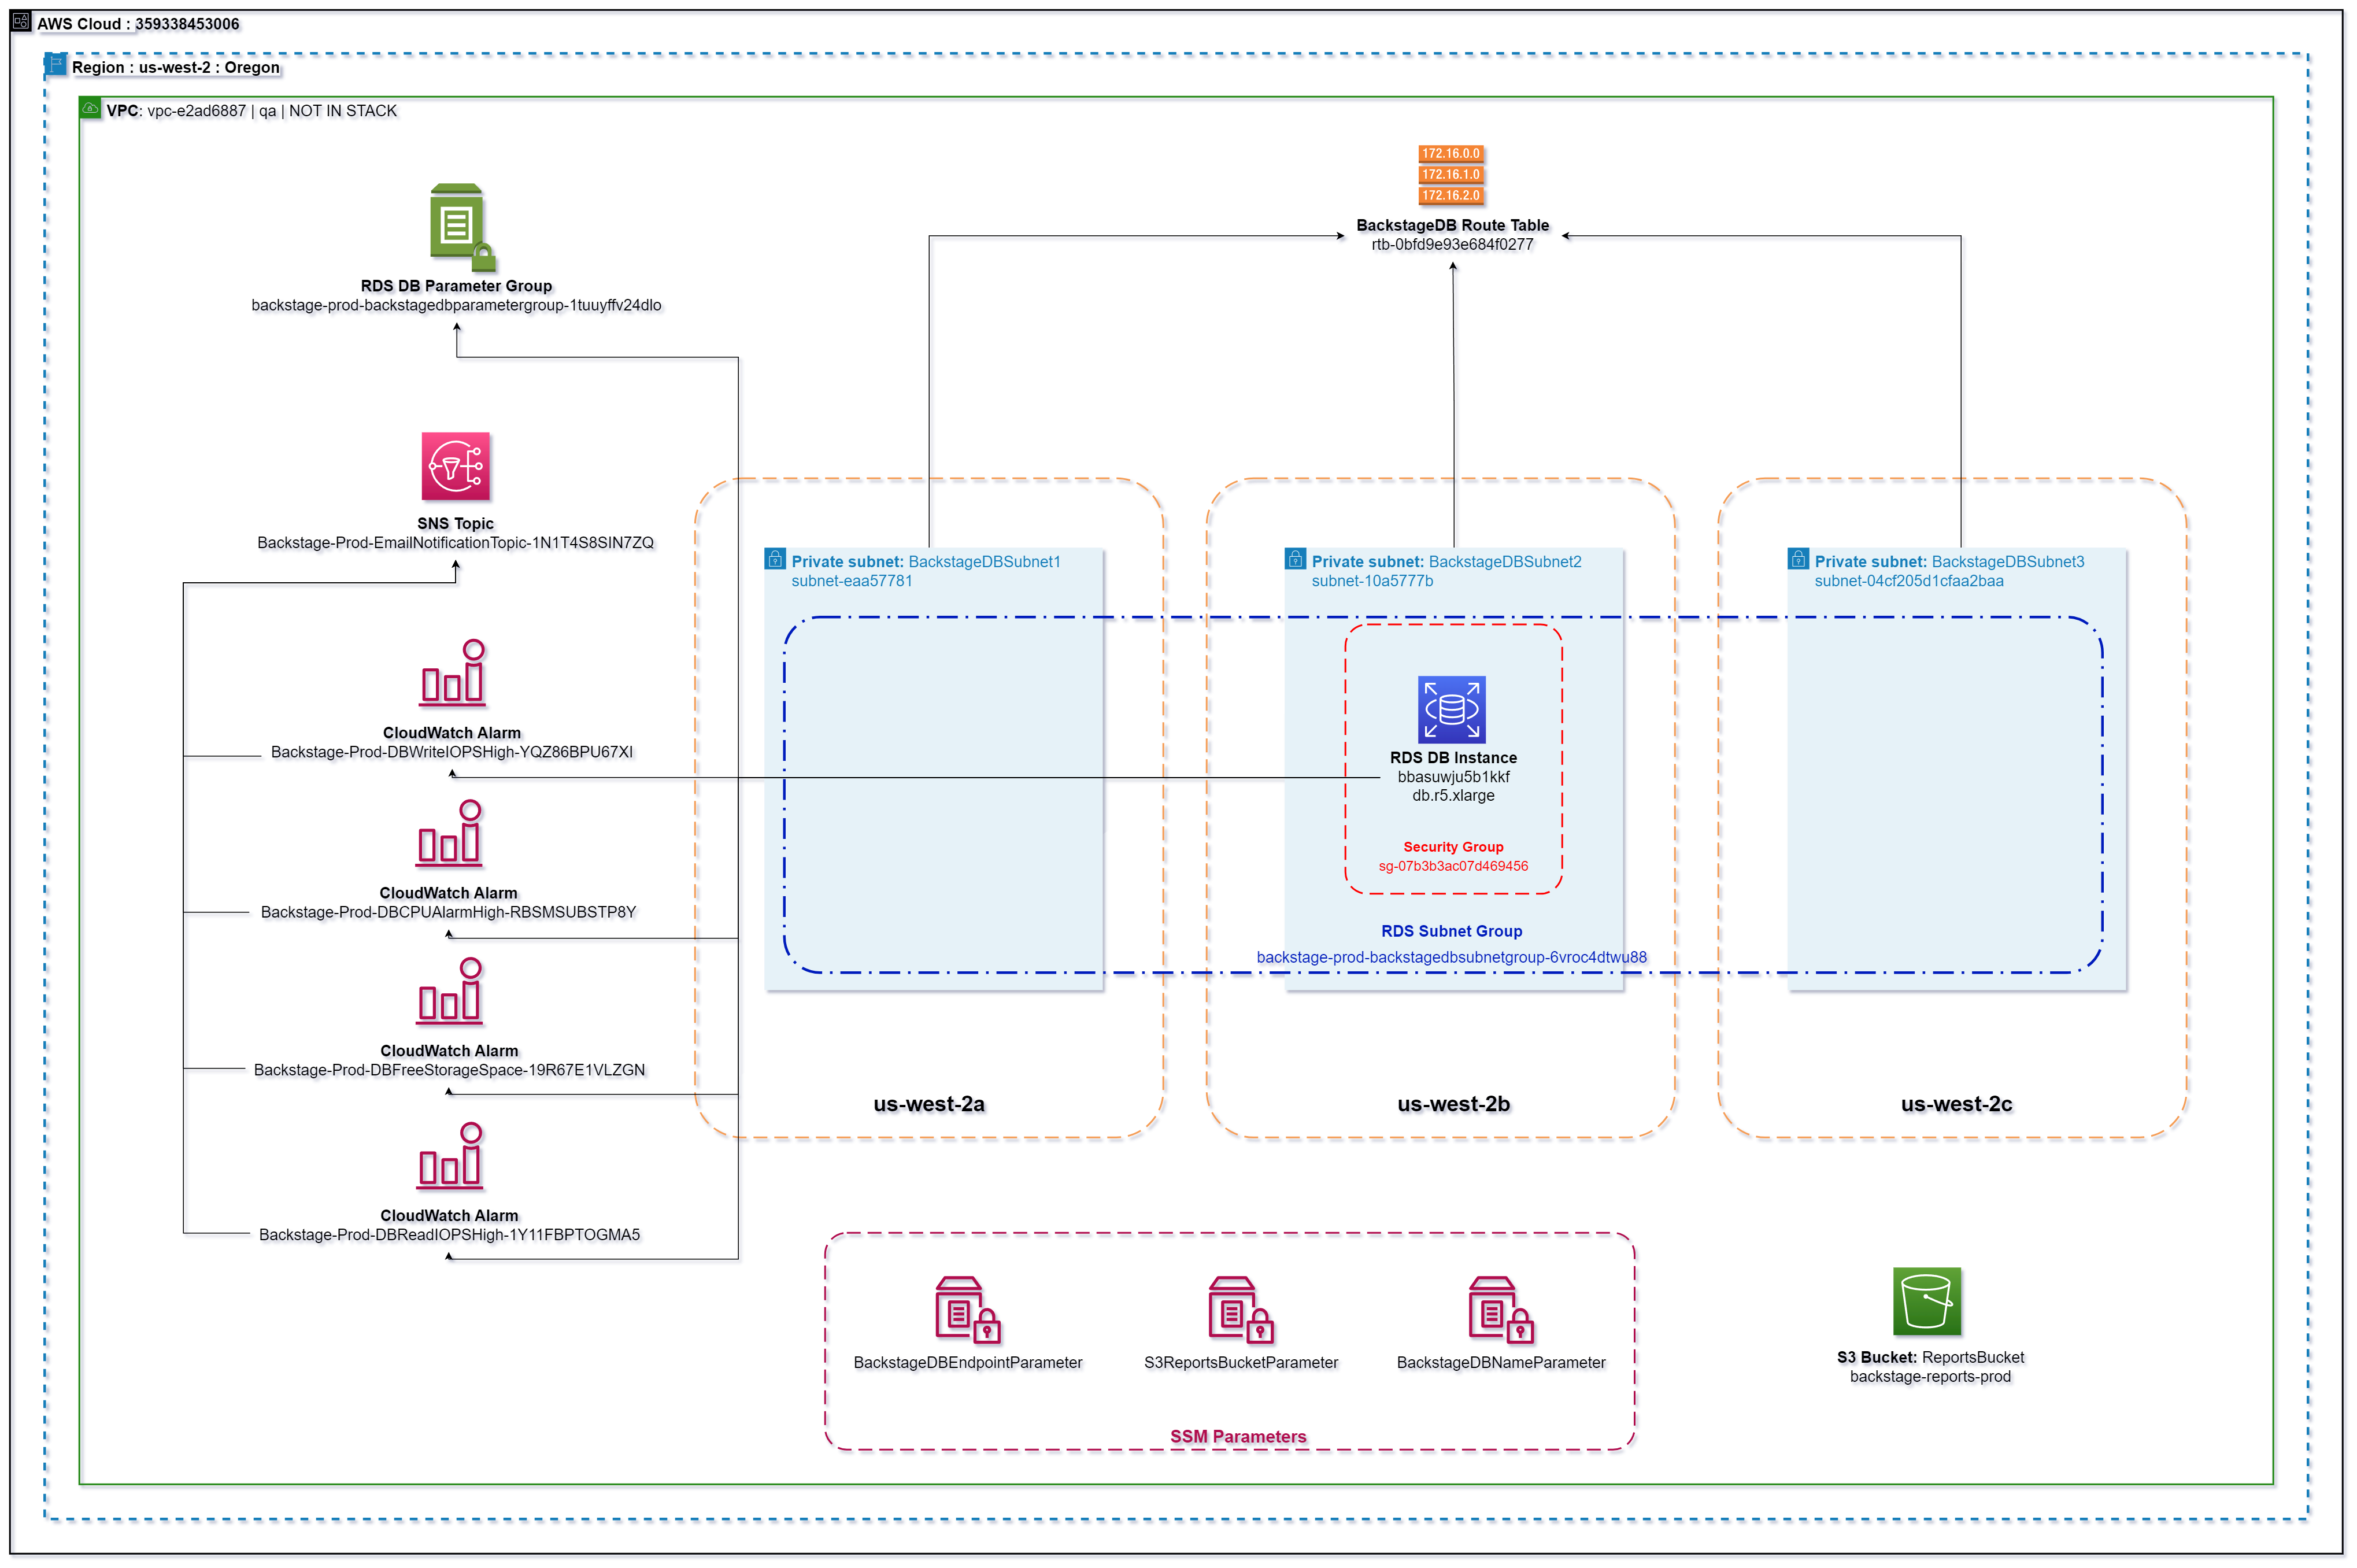 AWS Cloud : 359338453006
Region : us-west-2 : Oregon
VPC: vpc-e2ad6887 | qa | NOT IN STACK
172.16.0.0
172.16.1.0
172.16.2.0
BackstageDB Route Table
rtb-0bfd9e93e684f0277
RDS DB Parameter Group
backstage-prod-backstagedbparametergroup-1tuuyffv24dlo
SNS Topic
Backstage-Prod-EmailNotificationTopic-1N1T4S8SIN7ZQ
Private subnet: BackstageDBSubnet1
subnet-eaa57781
Private subnet: BackstageDBSubnet2
subnet-10a5777b
Private subnet: BackstageDBSubnet3
subnet-04cf205d1cfaa2baa
CloudWatch Alarm
Backstage-Prod-DBWriteIOPSHigh-YQZ86BPU67XI
RDS DB Instance
bbasuwju5b1kkf
db.r5.xlarge
Security Group
sg-07b3b3ac07d469456
CloudWatch Alarm
Backstage-Prod-DBCPUAlarmHigh-RBSMSUBSTP8Y
RDS Subnet Group
backstage-prod-backstagedbsubnetgroup-6vroc4dtwu88
CloudWatch Alarm
Backstage-Prod-DBFreeStorageSpace-19R67E1VLZGN
us-west-2a
us-west-2b
us-west-2c
CloudWatch Alarm
Backstage-Prod-DBReadIOPSHigh-1Y11FBPTOGMA5
BackstageDBEndpointParameter
S3ReportsBucketParameter
BackstageDBNameParameter
SSM Parameters
S3 Bucket: ReportsBucket
backstage-reports-prod